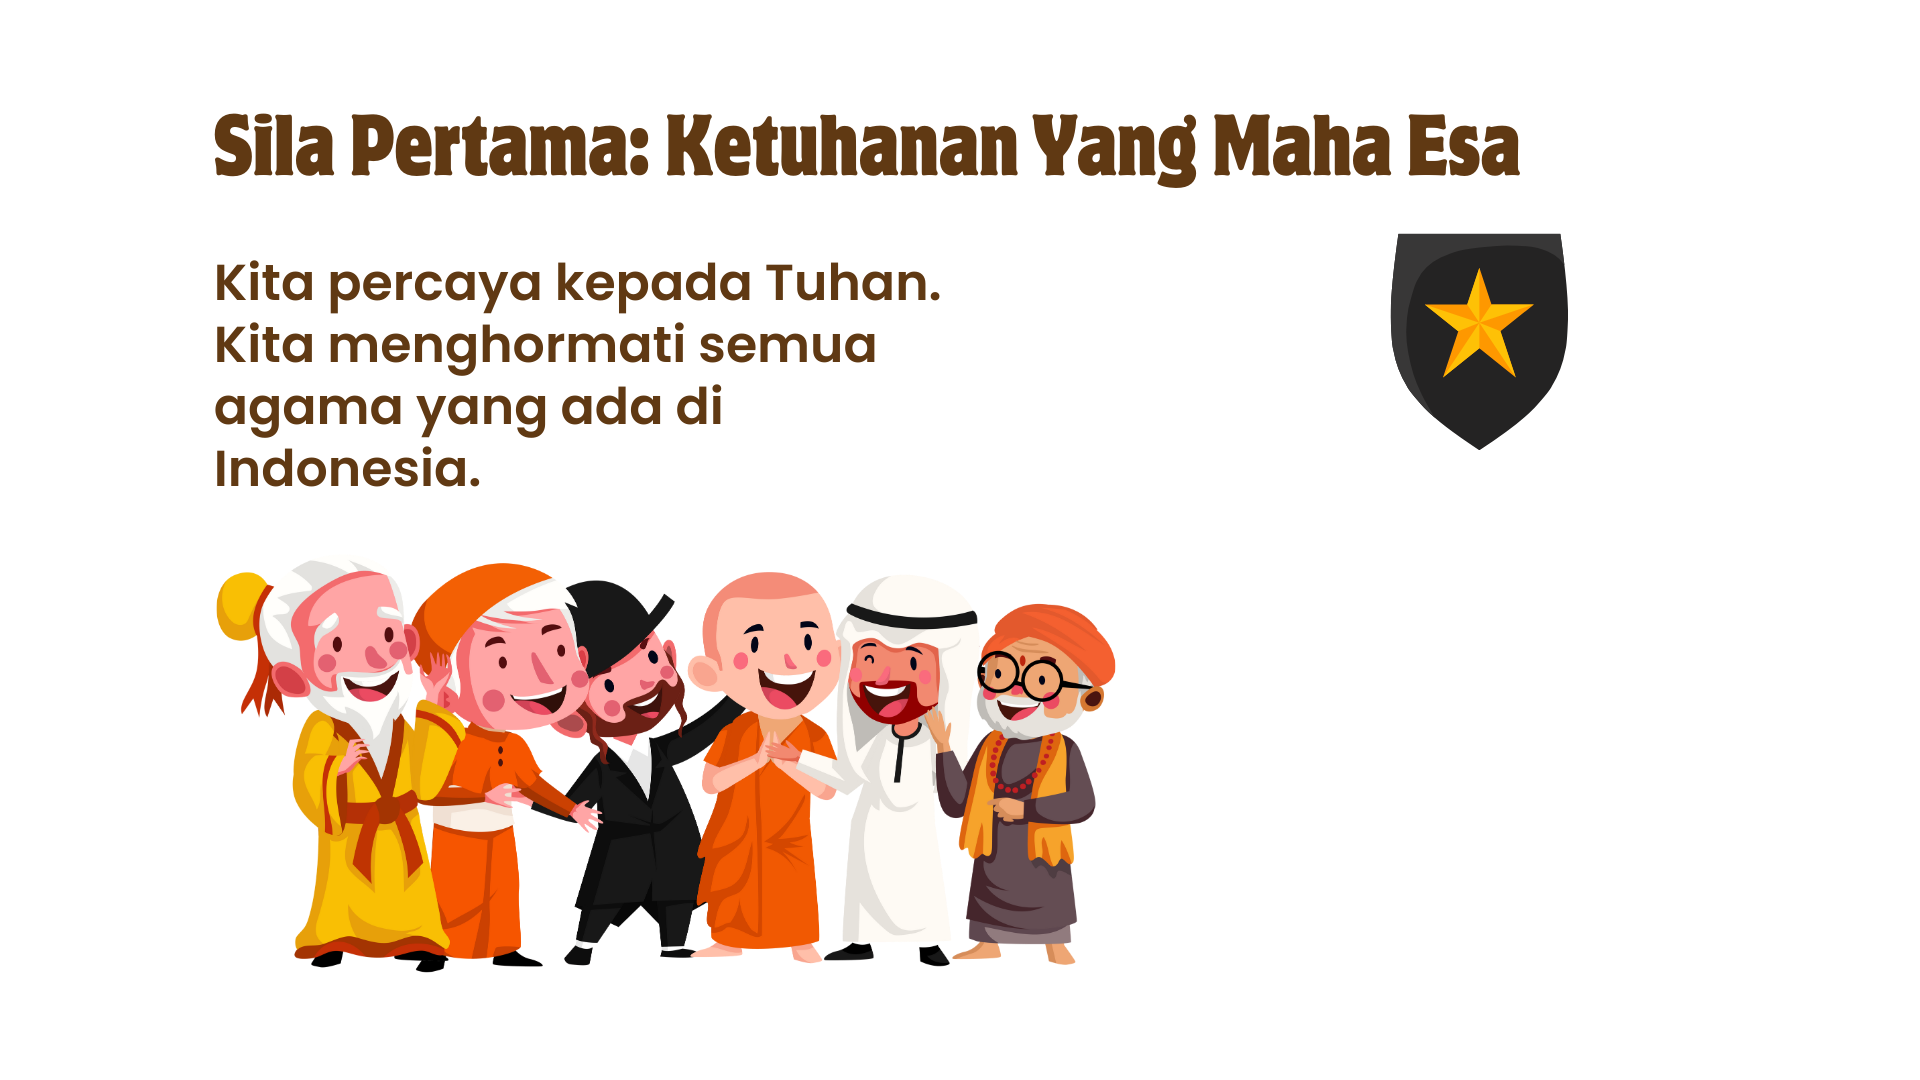 Sila Pertama: Ketuhanan Yang Maha Esa
Kita percaya kepada Tuhan.
Kita menghormati semua
agama yang ada di
Indonesia.